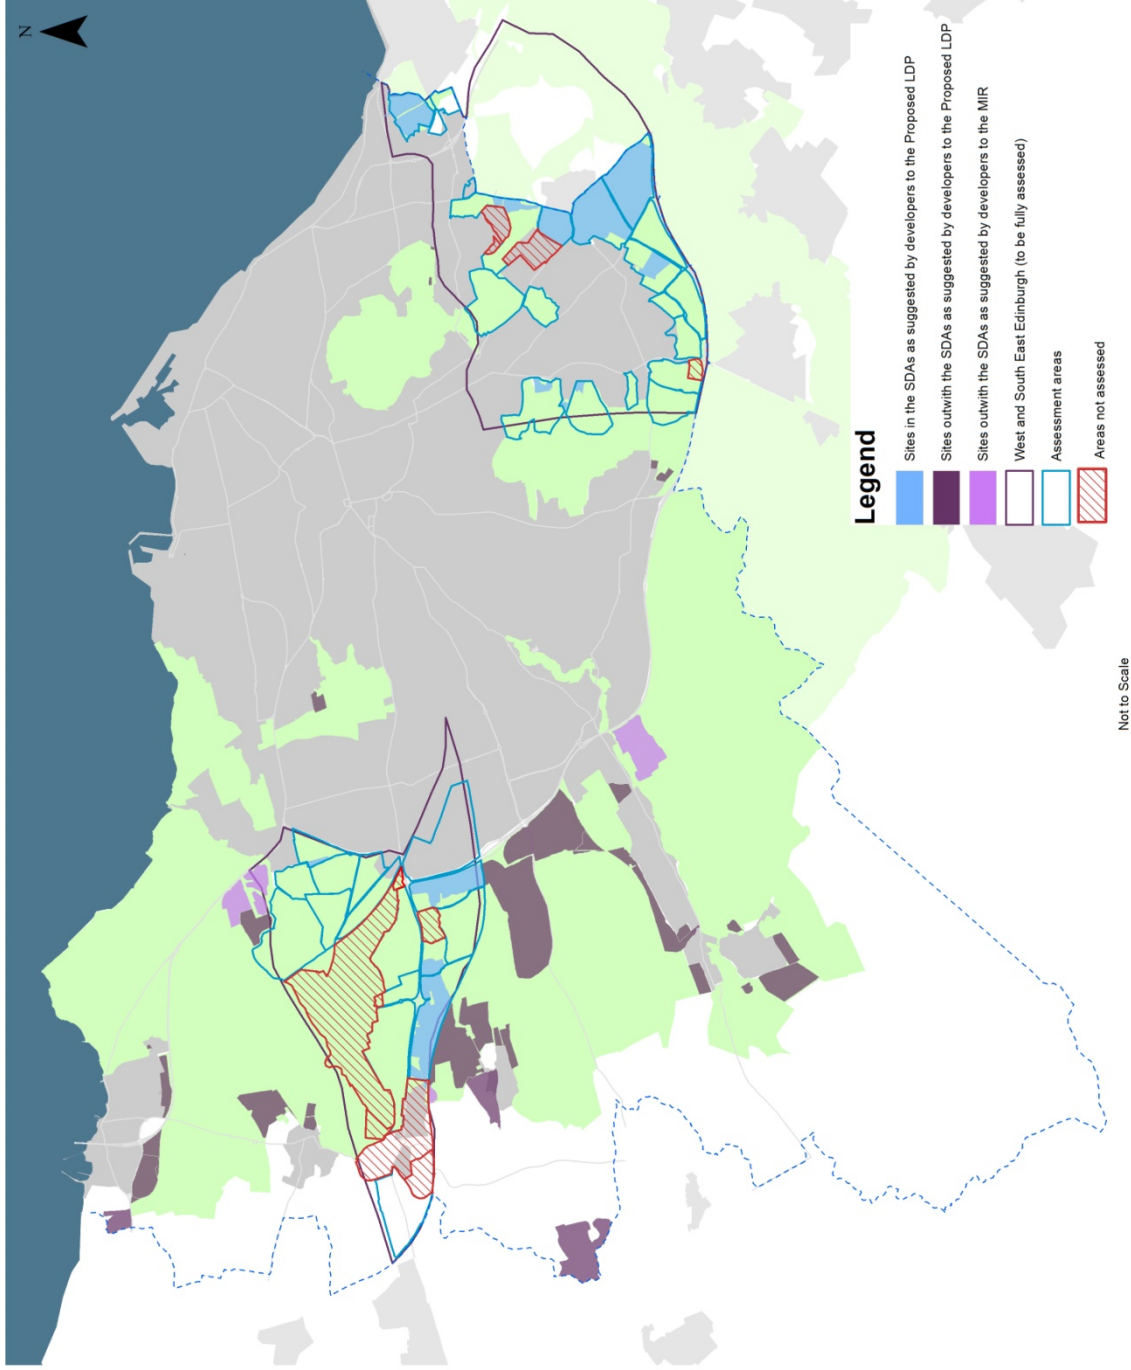 N
Legend
Sites in the SDAs as suggested by developers to the Proposed LDP
Sites outwith the SDAs as suggested by developers to the Proposed LDP
Sites outwith the SDAs as suggested by developers to the MIR
West and South East Edinburgh (to be fully assessed)
Assessment areas
Areas not assessed
Not to Scale